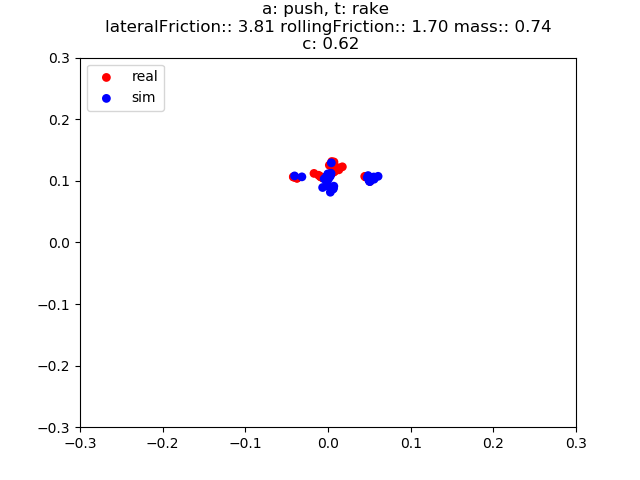 a: push, t: rake
lateralFriction:: 3.81 rollingFriction:: 1.70 mass:: 0.74
c: 0.62
real
sim
0.3
0.2
0.1
0.0
−0.1
−0.2
−0.3
−0.3 −0.2 −0.1 0.0 0.1 0.2 0.3